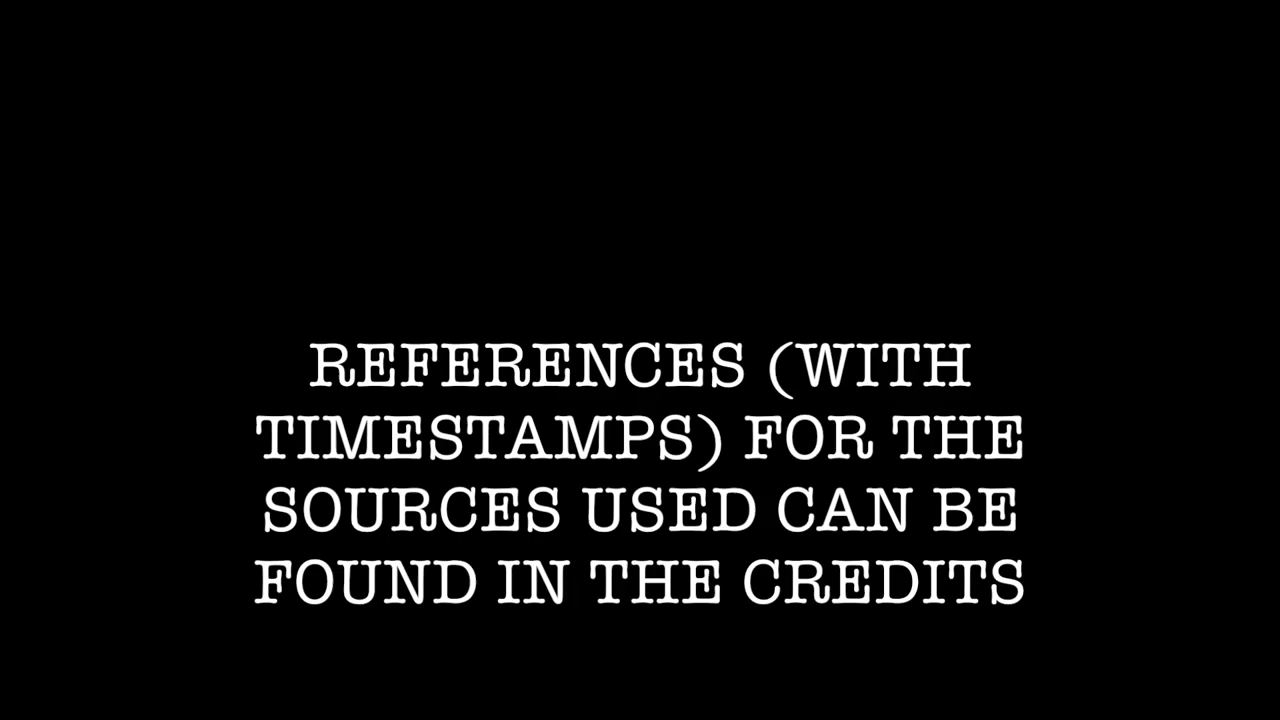 REFERENCES (WITH
TIMESTAMPS) FOR THE
SOURCES USED CAN BE
FOUND IN THE CREDITS